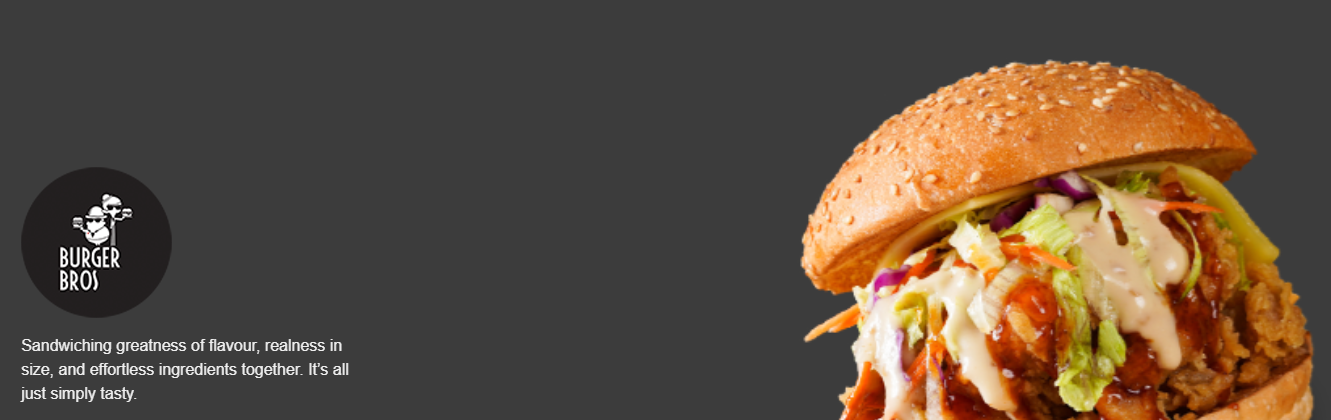 BURGER
BROS
Sandwiching greatness of flavour, realness in
size, and effortless ingredients together. It’s all
just simply tasty.